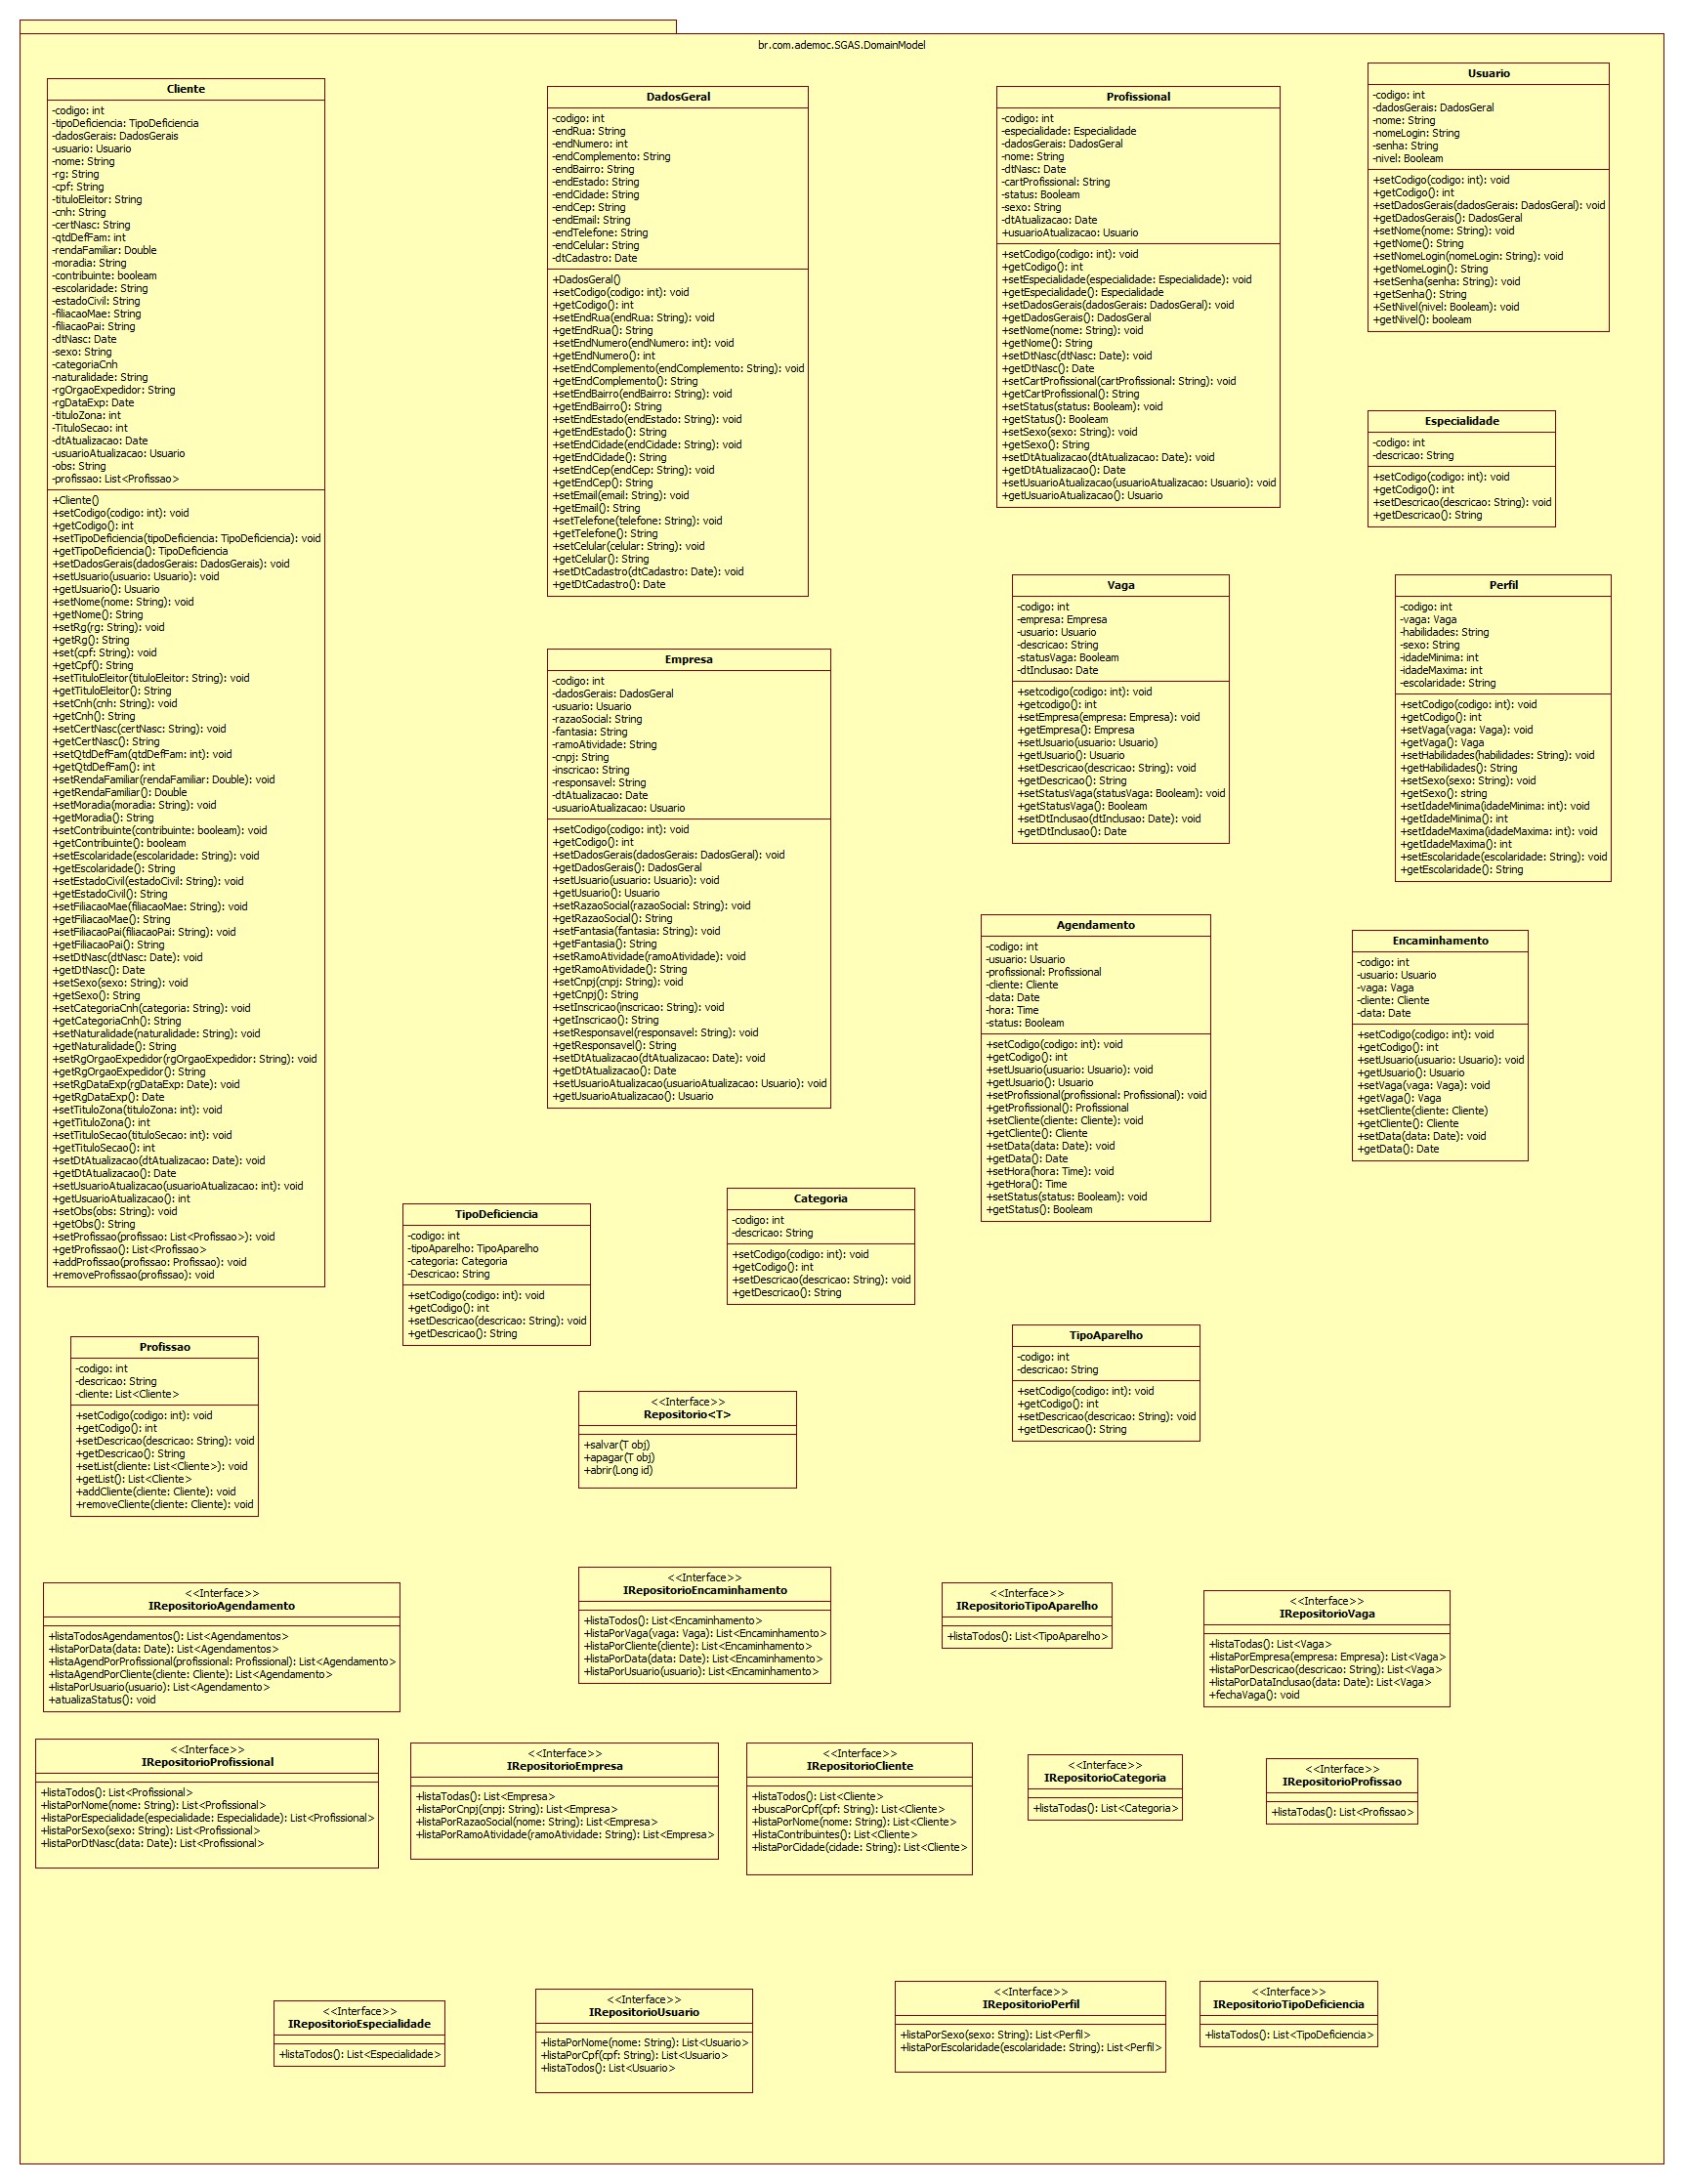 br.com.ademoc.SGAS.DomainModel
Cliente
-codigo: int
-tipoDeficiencia: TipoDeficiencia
-dadosGerais: DadosGerais
-usuario: Usuario
-nome: String
-rg: String
-cpf: String
-tituloEleitor: String
-cnh: String
-certNasc: String
-qtdDefFam: int
-rendaFamiliar: Double
-moradia: String
-contribuinte: booleam
-escolaridade: String
-estadoCivil: String
-filiacaoMae: String
-filiacaoPai: String
-dtNasc: Date
-sexo: String
-categoriaCnh
-naturalidade: String
-rgOrgaoExpedidor: String
-rgDataExp: Date
-tituloZona: int
-TituloSecao: int
-dtAtualizacao: Date
-usuarioAtualizacao: Usuario
-obs: String
-profissao: List<Profissao>
+Cliente()
+setCodigo(codigo: int): void
+getCodigo(): int
+setTipoDeficiencia(tipoDeficiencia: TipoDeficiencia): void
+getTipoDeficiencia(): TipoDeficiencia
+setDadosGerais(dadosGerais: DadosGerais): void
+setUsuario(usuario: Usuario): void
+getUsuario(): Usuario
+setNome(nome: String): void
+getNome(): String
+setRg(rg: String): void
+getRg(): String
+set(cpf: String): void
+getCpf(): String
+setTituloEleitor(tituloEleitor: String): void
+getTituloEleitor(): String
+setCnh(cnh: String): void
+getCnh(): String
+setCertNasc(certNasc: String): void
+getCertNasc(): String
+setQtdDefFam(qtdDefFam: int): void
+getQtdDefFam(): int
+setRendaFamiliar(rendaFamiliar: Double): void
+getRendaFamiliar(): Double
+setMoradia(moradia: String): void
+getMoradia(): String
+setContribuinte(contribuinte: booleam): void
+getContribuinte(): booleam
+setEscolaridade(escolaridade: String): void
+getEscolaridade(): String
+setEstadoCivil(estadoCivil: String): void
+getEstadoCivil(): String
+setFiliacaoMae(filiacaoMae: String): void
+getFiliacaoMae(): String
+setFiliacaoPai(filiacaoPai: String): void
+getFiliacaoPai(): String
+setDtNasc(dtNasc: Date): void
+getDtNasc(): Date
+setSexo(sexo: String): void
+getSexo(): String
+setCategoriaCnh(categoria: String): void
+getCategoriaCnh(): String
+setNaturalidade(naturalidade: String): void
+getNaturalidade(): String
+setRgOrgaoExpedidor(rgOrgaoExpedidor: String): void
+getRgOrgaoExpedidor(): String
+setRgDataExp(rgDataExp: Date): void
+getRgDataExp(): Date
+setTituloZona(tituloZona: int): void
+getTituloZona(): int
+setTituloSecao(tituloSecao: int): void
+getTituloSecao(): int
+setDtAtualizacao(dtAtualizacao: Date): void
+getDtAtualizacao(): Date
+setUsuarioAtualizacao(usuarioAtualizacao: int): void
+getUsuarioAtualizacao(): int
+setObs(obs: String): void
+getObs(): String
+setProfissao(profissao: List<Profissao>): void
+getProfissao(): List<Profissao>
+addProfissao(profissao: Profissao): void
+removeProfissao(profissao): void
DadosGeral
-codigo: int
-endRua: String
-endNumero: int
-endComplemento: String
-endBairro: String
-endEstado: String
-endCidade: String
-endCep: String
-endEmail: String
-endTelefone: String
-endCelular: String
-dtCadastro: Date
+DadosGeral()
+setCodigo(codigo: int): void
+getCodigo(): int
+setEndRua(endRua: String): void
+getEndRua(): String
+setEndNumero(endNumero: int): void
+getEndNumero(): int
+setEndComplemento(endComplemento: String): void
+getEndComplemento(): String
+setEndBairro(endBairro: String): void
+getEndBairro(): String
+setEndEstado(endEstado: String): void
+getEndEstado(): String
+setEndCidade(endCidade: String): void
+getEndCidade(): String
+setEndCep(endCep: String): void
+getEndCep(): String
+setEmail(email: String): void
+getEmail(): String
+setTelefone(telefone: String): void
+getTelefone(): String
+setCelular(celular: String): void
+getCelular(): String
+setDtCadastro(dtCadastro: Date): void
+getDtCadastro(): Date
Profissional
-codigo: int
-especialidade: Especialidade
-dadosGerais: DadosGeral
-nome: String
-dtNasc: Date
-cartProfissional: String
-status: Booleam
-sexo: String
-dtAtualizacao: Date
+usuarioAtualizacao: Usuario
+setCodigo(codigo: int): void
+getCodigo(): int
+setEspecialidade(especialidade: Especialidade): void
+getEspecialidade(): Especialidade
+setDadosGerais(dadosGerais: DadosGeral): void
+getDadosGerais(): DadosGeral
+setNome(nome: String): void
+getNome(): String
+setDtNasc(dtNasc: Date): void
+getDtNasc(): Date
+setCartProfissional(cartProfissional: String): void
+getCartProfissional(): String
+setStatus(status: Booleam): void
+getStatus(): Booleam
+setSexo(sexo: String): void
+getSexo(): String
+setDtAtualizacao(dtAtualizacao: Date): void
+getDtAtualizacao(): Date
+setUsuarioAtualizacao(usuarioAtualizacao: Usuario): void
+getUsuarioAtualizacao(): Usuario
Usuario
-codigo: int
-dadosGerais: DadosGeral
-nome: String
-nomeLogin: String
-senha: String
-nivel: Booleam
+setCodigo(codigo: int): void
+getCodigo(): int
+setDadosGerais(dadosGerais: DadosGeral): void
+getDadosGerais(): DadosGeral
+setNome(nome: String): void
+getNome(): String
+setNomeLogin(nomeLogin: String): void
+getNomeLogin(): String
+setSenha(senha: String): void
+getSenha(): String
+SetNivel(nivel: Booleam): void
+getNivel(): booleam
Especialidade
-codigo: int
-descricao: String
+setCodigo(codigo: int): void
+getCodigo(): int
+setDescricao(descricao: String): void
+getDescricao(): String
Empresa
-codigo: int
-dadosGerais: DadosGeral
-usuario: Usuario
-razaoSocial: String
-fantasia: String
-ramoAtividade: String
-cnpj: String
-inscricao: String
-responsavel: String
-dtAtualizacao: Date
-usuarioAtualizacao: Usuario
+setCodigo(codigo: int): void
+getCodigo(): int
+setDadosGerais(dadosGerais: DadosGeral): void
+getDadosGerais(): DadosGeral
+setUsuario(usuario: Usuario): void
+getUsuario(): Usuario
+setRazaoSocial(razaoSocial: String): void
+getRazaoSocial(): String
+setFantasia(fantasia: String): void
+getFantasia(): String
+setRamoAtividade(ramoAtividade): void
+getRamoAtividade(): String
+setCnpj(cnpj: String): void
+getCnpj(): String
+setInscricao(inscricao: String): void
+getInscricao(): String
+setResponsavel(responsavel: String): void
+getResponsavel(): String
+setDtAtualizacao(dtAtualizacao: Date): void
+getDtAtualizacao(): Date
+setUsuarioAtualizacao(usuarioAtualizacao: Usuario): void
+getUsuarioAtualizacao(): Usuario
Vaga
-codigo: int
-empresa: Empresa
-usuario: Usuario
-descricao: String
-statusVaga: Booleam
-dtInclusao: Date
+setcodigo(codigo: int): void
+getcodigo(): int
+setEmpresa(empresa: Empresa): void
+getEmpresa(): Empresa
+setUsuario(usuario: Usuario)
+getUsuario(): Usuario
+setDescricao(descricao: String): void
+getDescricao(): String
+setStatusVaga(statusVaga: Booleam): void
+getStatusVaga(): Booleam
+setDtInclusao(dtInclusao: Date): void
+getDtInclusao(): Date
Perfil
-codigo: int
-vaga: Vaga
-habilidades: String
-sexo: String
-idadeMinima: int
-idadeMaxima: int
-escolaridade: String
+setCodigo(codigo: int): void
+getCodigo(): int
+setVaga(vaga: Vaga): void
+getVaga(): Vaga
+setHabilidades(habilidades: String): void
+getHabilidades(): String
+setSexo(sexo: String): void
+getSexo(): string
+setIdadeMinima(idadeMinima: int): void
+getIdadeMinima(): int
+setIdadeMaxima(idadeMaxima: int): void
+getIdadeMaxima(): int
+setEscolaridade(escolaridade: String): void
+getEscolaridade(): String
Agendamento
-codigo: int
-usuario: Usuario
-profissional: Profissional
-cliente: Cliente
-data: Date
-hora: Time
-status: Booleam
+setCodigo(codigo: int): void
+getCodigo(): int
+setUsuario(usuario: Usuario): void
+getUsuario(): Usuario
+setProfissional(profissional: Profissional): void
+getProfissional(): Profissional
+setCliente(cliente: Cliente): void
+getCliente(): Cliente
+setData(data: Date): void
+getData(): Date
+setHora(hora: Time): void
+getHora(): Time
+setStatus(status: Booleam): void
+getStatus(): Booleam
Encaminhamento
-codigo: int
-usuario: Usuario
-vaga: Vaga
-cliente: Cliente
-data: Date
+setCodigo(codigo: int): void
+getCodigo(): int
+setUsuario(usuario: Usuario): void
+getUsuario(): Usuario
+setVaga(vaga: Vaga): void
+getVaga(): Vaga
+setCliente(cliente: Cliente)
+getCliente(): Cliente
+setData(data: Date): void
+getData(): Date
TipoDeficiencia
-codigo: int
-tipoAparelho: TipoAparelho
-categoria: Categoria
-Descricao: String
+setCodigo(codigo: int): void
+getCodigo(): int
+setDescricao(descricao: String): void
+getDescricao(): String
Categoria
-codigo: int
-descricao: String
+setCodigo(codigo: int): void
+getCodigo(): int
+setDescricao(descricao: String): void
+getDescricao(): String
Profissao
-codigo: int
-descricao: String
-cliente: List<Cliente>
+setCodigo(codigo: int): void
+getCodigo(): int
+setDescricao(descricao: String): void
+getDescricao(): String
+setList(cliente: List<Cliente>): void
+getList(): List<Cliente>
+addCliente(cliente: Cliente): void
+removeCliente(cliente: Cliente): void
<<Interface>>
Repositorio<T>
+salvar(T obj)
+apagar(T obj)
+abrir(Long id)
TipoAparelho
-codigo: int
-descricao: String
+setCodigo(codigo: int): void
+getCodigo(): int
+setDescricao(descricao: String): void
+getDescricao(): String
<<Interface>>
IRepositorioAgendamento
+listaTodosAgendamentos(): List<Agendamentos>
+listaPorData(data: Date): List<Agendamentos>
+listaAgendPorProfissional(profissional: Profissional): List<Agendamento>
+listaAgendPorCliente(cliente: Cliente): List<Agendamento>
+listaPorUsuario(usuario): List<Agendamento>
+atualizaStatus(): void
<<Interface>>
IRepositorioEncaminhamento
+listaTodos(): List<Encaminhamento>
+listaPorVaga(vaga: Vaga): List<Encaminhamento>
+listaPorCliente(cliente): List<Encaminhamento>
+listaPorData(data: Date): List<Encaminhamento>
+listaPorUsuario(usuario): List<Encaminhamento>
<<Interface>>
IRepositorioTipoAparelho
+listaTodos(): List<TipoAparelho>
<<Interface>>
IRepositorioVaga
+listaTodas(): List<Vaga>
+listaPorEmpresa(empresa: Empresa): List<Vaga>
+listaPorDescricao(descricao: String): List<Vaga>
+listaPorDataInclusao(data: Date): List<Vaga>
+fechaVaga(): void
<<Interface>>
IRepositorioProfissional
+listaTodos(): List<Profissional>
+listaPorNome(nome: String): List<Profissional>
+listaPorEspecialidade(especialidade: Especialidade): List<Profissional>
+listaPorSexo(sexo: String): List<Profissional>
+listaPorDtNasc(data: Date): List<Profissional>
<<Interface>>
IRepositorioEmpresa
+listaTodas(): List<Empresa>
+listaPorCnpj(cnpj: String): List<Empresa>
+listaPorRazaoSocial(nome: String): List<Empresa>
+listaPorRamoAtividade(ramoAtividade: String): List<Empresa>
<<Interface>>
IRepositorioCliente
+listaTodos(): List<Cliente>
+buscaPorCpf(cpf: String): List<Cliente>
+listaPorNome(nome: String): List<Cliente>
+listaContribuintes(): List<Cliente>
+listaPorCidade(cidade: String): List<Cliente>
<<Interface>>
IRepositorioCategoria
+listaTodas(): List<Categoria>
<<Interface>>
IRepositorioProfissao
+listaTodas(): List<Profissao>
<<Interface>>
IRepositorioEspecialidade
+listaTodos(): List<Especialidade>
<<Interface>>
IRepositorioUsuario
+listaPorNome(nome: String): List<Usuario>
+listaPorCpf(cpf: String): List<Usuario>
+listaTodos(): List<Usuario>
<<Interface>>
IRepositorioPerfil
+listaPorSexo(sexo: String): List<Perfil>
+listaPorEscolaridade(escolaridade: String): List<Perfil>
<<Interface>>
IRepositorioTipoDeficiencia
+listaTodos(): List<TipoDeficiencia>